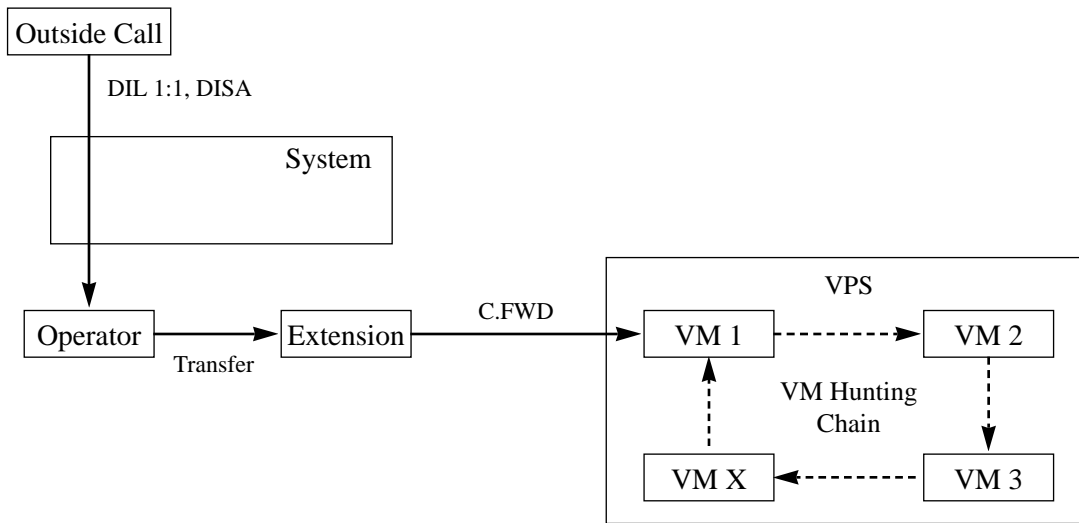 Outside Call
DIL 1:1, DISA
System
VPS
Operator
Transfer
Extension
C.FWD
VM 1
VM 2
VM Hunting
Chain
VM X
VM 3